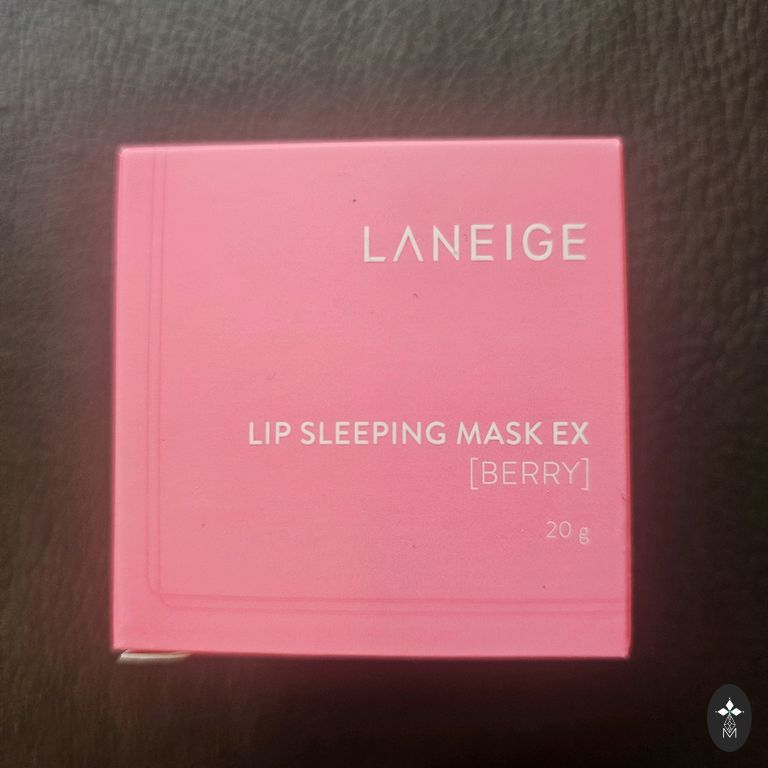 LANEIGE
LIP SLEEPING MASK EX
[BERRY]
20 g
M